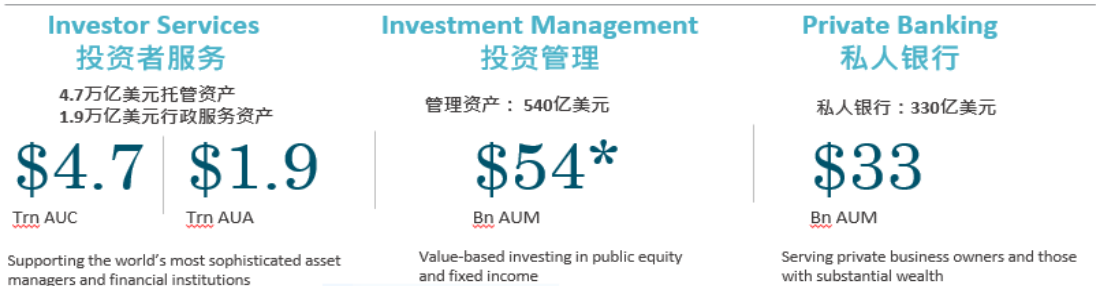 Investor Services
投资者服务
4.7万亿美元托管资产
1.9万亿美元行政服务资产
$4.7
Trn AUC
$1.9
Trn AUA
Supporting the world's most sophisticated asset
managers and financial institutions
Investment Management
投资管理
管理资产： 540亿美元
$54*
Bn AUM
Value-based investing in public equity
and fixed income
Private Banking
私人银行
私人银行：330亿美元
$33
Bn AUM
Serving private business owners and those
with substantial wealth